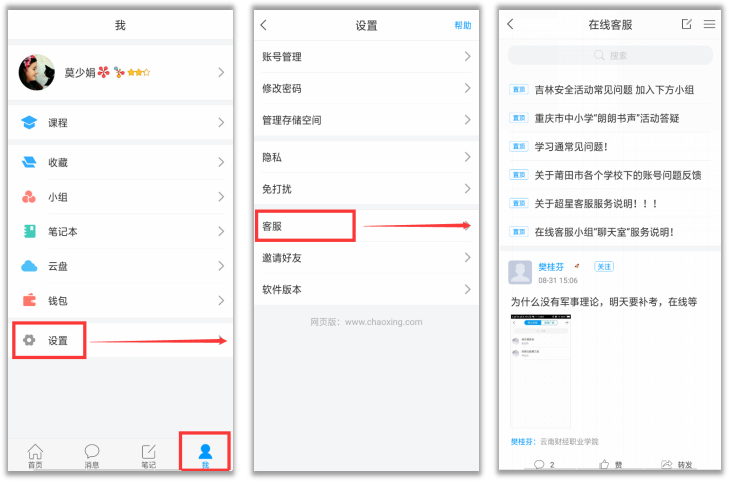 我
莫少娟
课程
收藏
小组
笔记本
云盘
钱包
设置
首页
消息
笔记
我
设置
帮助
账号管理
修改密码
管理存储空间
隐私
免打扰
客服
邀请好友
软件版本
网页版：www.chaoxing.com
在线客服
搜索
置顶 吉林安全活动常见问题 加入下方小组
置顶 重庆市中小学“朗朗书声”活动答疑
置顶 学习通常见问题！
置顶 关于莆田市各个学校下的账号问题反馈
置顶 关于超星客服服务说明！！！
置顶 在线客服小组“聊天室”服务说明！
樊桂芬 关注
08-31 15:06
为什么没有军事理论，明天要补考，在线等
樊桂芬：云南财经职业学院
2 赞 转发